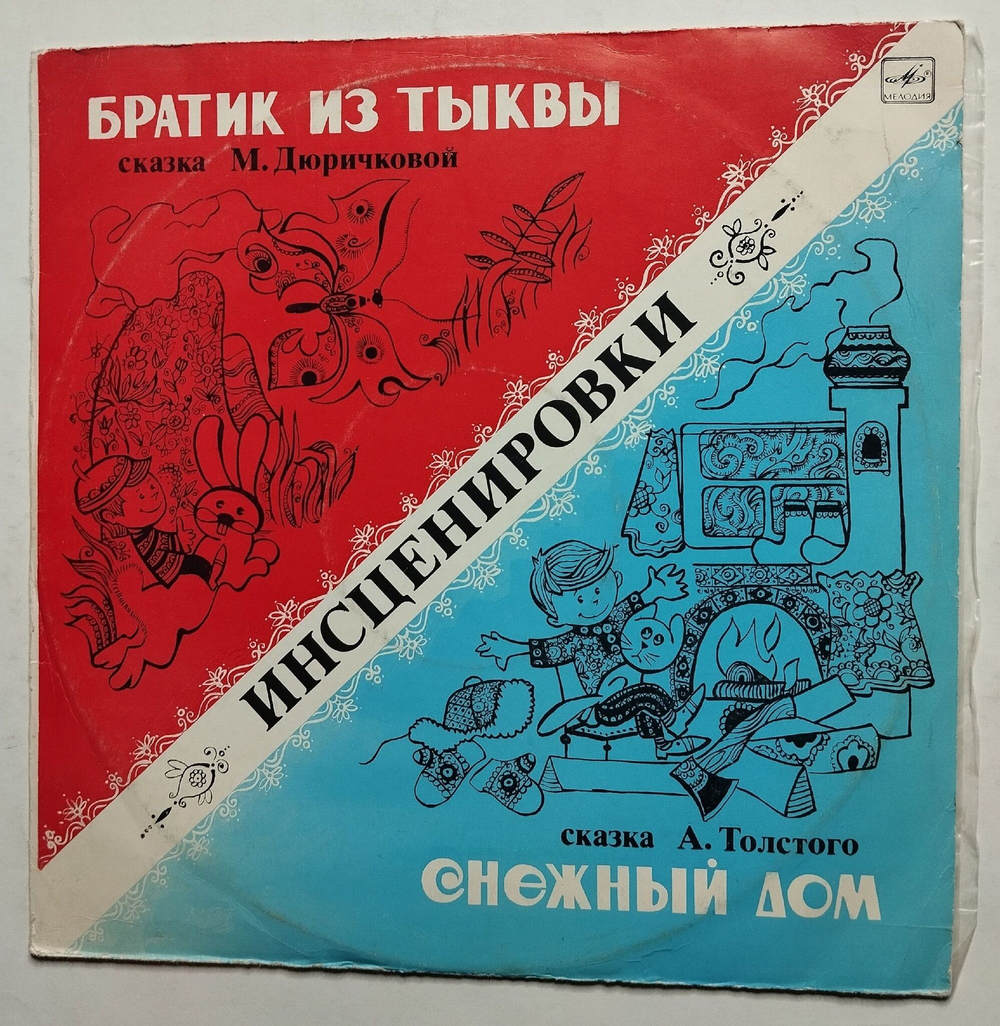 БРАТИК ИЗ ТЫКВЫ
сказка М. Дюричковой
МЕЛОДИЯ
ИНСЦЕНИРОВКИ
сказка А. Толстого
СНЕЖНЫЙ ДОМ